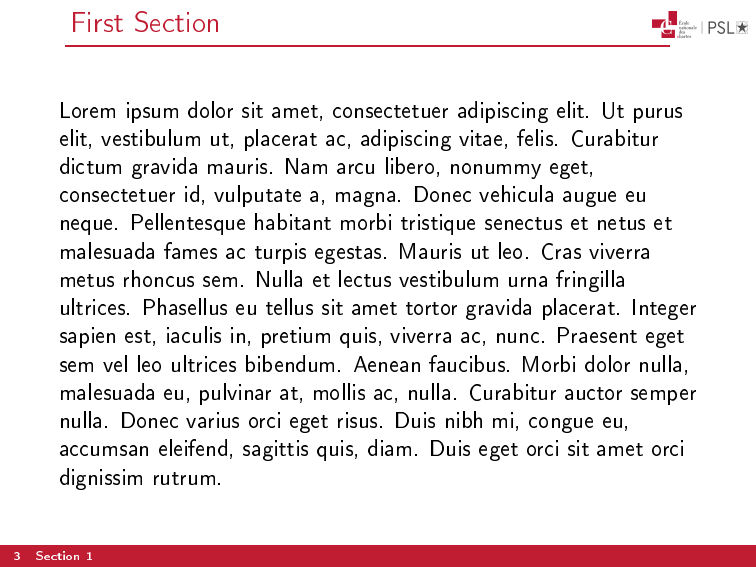 First Section
École
nationale
des
chartes
PSL
Lorem ipsum dolor sit amet, consectetuer adipiscing elit. Ut purus
elit, vestibulum ut, placerat ac, adipiscing vitae, felis. Curabitur
dictum gravida mauris. Nam arcu libero, nonummy eget,
consectetuer id, vulputate a, magna. Donec vehicula augue eu
neque. Pellentesque habitant morbi tristique senectus et netus et
malesuada fames ac turpis egestas. Mauris ut leo. Cras viverra
metus rhoncus sem. Nulla et lectus vestibulum urna fringilla
ultrices. Phasellus eu tellus sit amet tortor gravida placerat. Integer
sapien est, iaculis in, pretium quis, viverra ac, nunc. Praesent eget
sem vel leo ultrices bibendum. Aenean faucibus. Morbi dolor nulla,
malesuada eu, pulvinar at, mollis ac, nulla. Curabitur auctor semper
nulla. Donec varius orci eget risus. Duis nibh mi, congue eu,
accumsan eleifend, sagittis quis, diam. Duis eget orci sit amet orci
dignissim rutrum.
3 Section 1